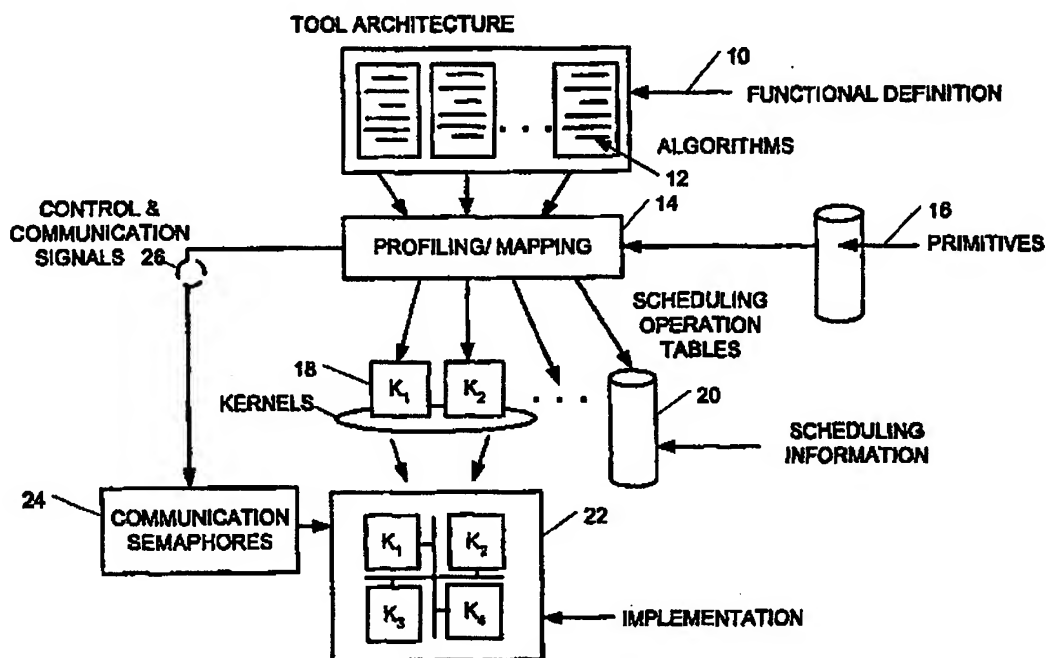 TOOL ARCHITECTURE
10
FUNCTIONAL DEFINITION
ALGORITHMS
12
14
CONTROL &
COMMUNICATION
SIGNALS 26
PROFILING/ MAPPING
16
PRIMITIVES
SCHEDULING
OPERATION
TABLES
18
K1
K2
KERNELS
20
SCHEDULING
INFORMATION
24
COMMUNICATION
SEMAPHORES
22
K1
K2
K3
K4
IMPLEMENTATION